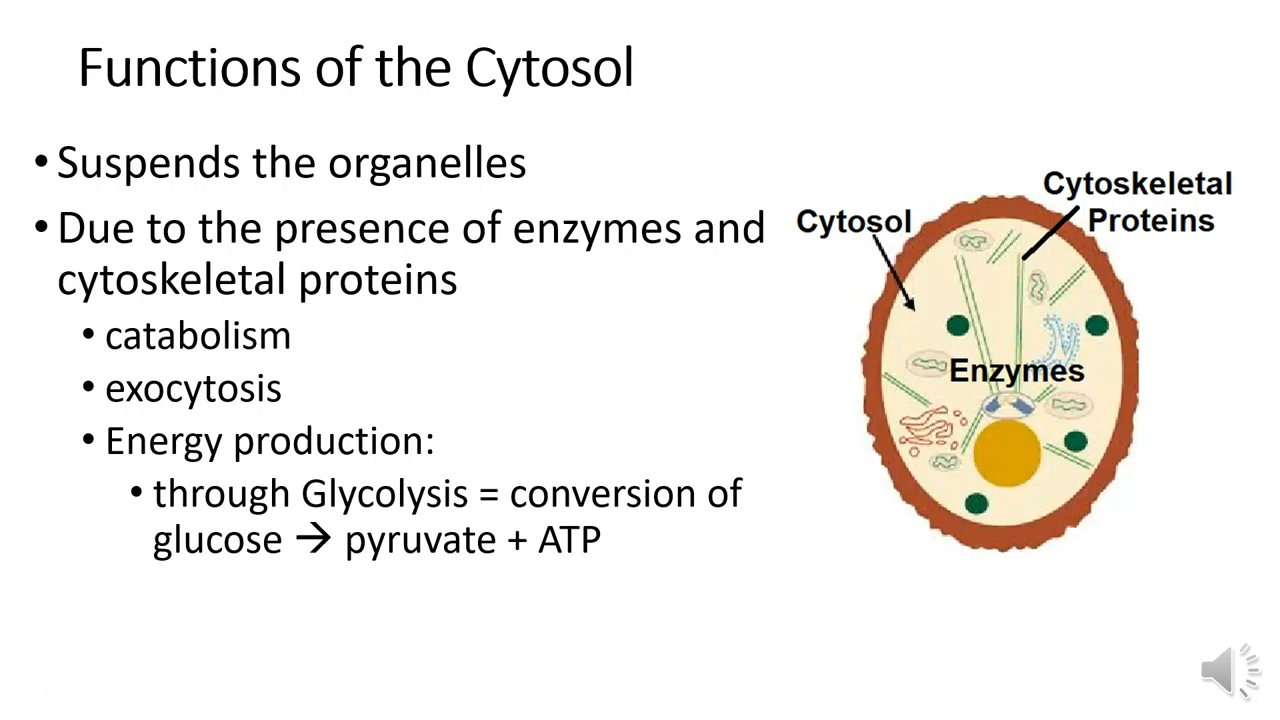 Functions of the Cytosol
• Suspends the organelles
• Due to the presence of enzymes and
cytoskeletal proteins
• catabolism
• exocytosis
• Energy production:
• through Glycolysis = conversion of
glucose → pyruvate + ATP
Cytoskeletal
Proteins
Cytosol
Enzymes